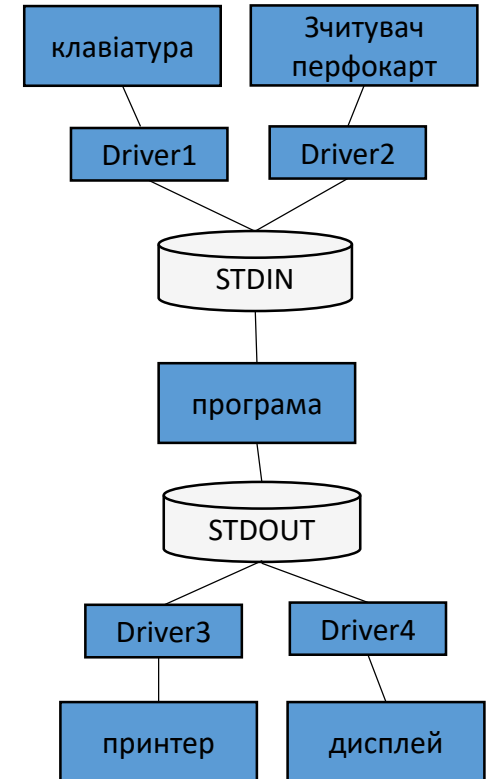 клавіатура
Зчитувач
перфокарт
Driver1
Driver2
STDIN
програма
STDOUT
Driver3
Driver4
принтер
дисплей